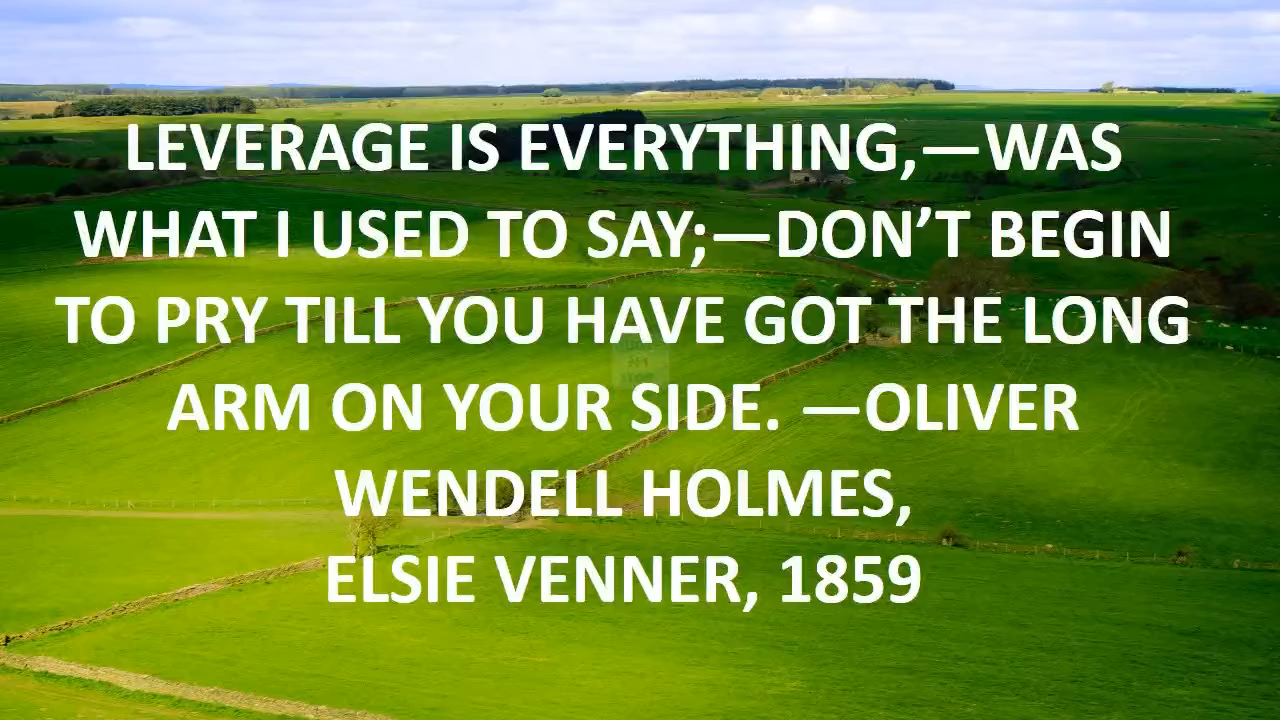 LEVERAGE IS EVERYTHING,—WAS
WHAT I USED TO SAY;—DON’T BEGIN
TO PRY TILL YOU HAVE GOT THE LONG
ARM ON YOUR SIDE. —OLIVER
WENDELL HOLMES,
ELSIE VENNER, 1859